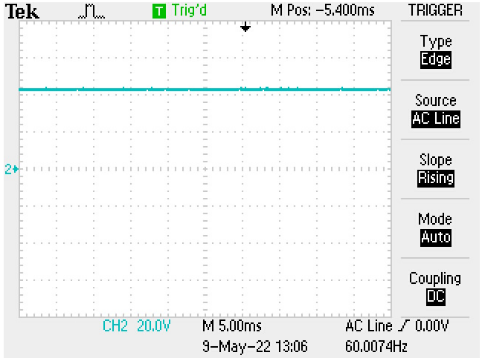 Tek T Trig'd M Pos: -5.400ms TRIGGER
Type
Edge
Source
AC Line
Slope
Rising
Mode
Auto
Coupling
DC
2
CH2 20.0V M 5.00ms AC Line 0.00V
9-May-22 13:06 60.0074Hz